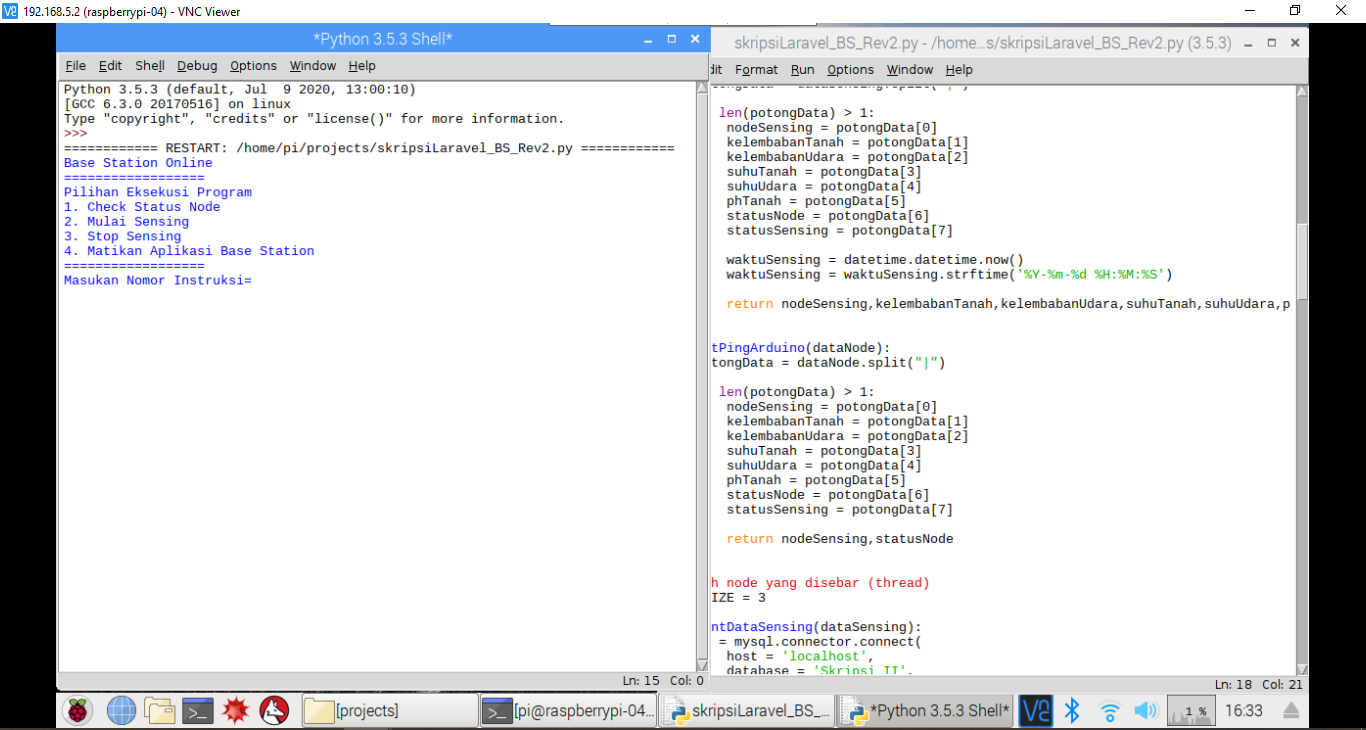 192.168.5.2 (raspberrypi-04) - VNC Viewer
*Python 3.5.3 Shell*
File Edit Shell Debug Options Window Help
Python 3.5.3 (default, Jul  9 2020, 13:00:10)
[GCC 6.3.0 20170516] on linux
Type "copyright", "credits" or "license()" for more information.
>>>
============ RESTART: /home/pi/projects/skripsiLaravel_BS_Rev2.py ============
Base Station Online
==================
Pilihan Eksekusi Program
1. Check Status Node
2. Mulai Sensing
3. Stop Sensing
4. Matikan Aplikasi Base Station
==================
Masukan Nomor Instruksi=
Ln: 15 Col: 0
skripsiLaravel_BS_Rev2.py - /home...s/skripsiLaravel_BS_Rev2.py (3.5.3)
dit Format Run Options Window Help
len(potongData) > 1:
nodeSensing = potongData[0]
kelembabanTanah = potongData[1]
kelembabanUdara = potongData[2]
suhuTanah = potongData[3]
suhuUdara = potongData[4]
phTanah = potongData[5]
statusNode = potongData[6]
statusSensing = potongData[7]
waktuSensing = datetime.datetime.now()
waktuSensing = waktuSensing.strftime('%Y-%m-%d %H:%M:%S')
return nodeSensing,kelembabanTanah,kelembabanUdara,suhuTanah,suhuUdara,p
tPingArduino(dataNode):
tongData = dataNode.split("|")
len(potongData) > 1:
nodeSensing = potongData[0]
kelembabanTanah = potongData[1]
kelembabanUdara = potongData[2]
suhuTanah = potongData[3]
suhuUdara = potongData[4]
phTanah = potongData[5]
statusNode = potongData[6]
statusSensing = potongData[7]
return nodeSensing,statusNode
h node yang disebar (thread)
IZE = 3
ntDataSensing(dataSensing):
= mysql.connector.connect(
host = 'localhost',
database = 'Skripsi II',
Ln: 18 Col: 21
[projects]
[pi@raspberrypi-04...
skripsiLaravel_BS_...
*Python 3.5.3 Shell*
1 %
16:33